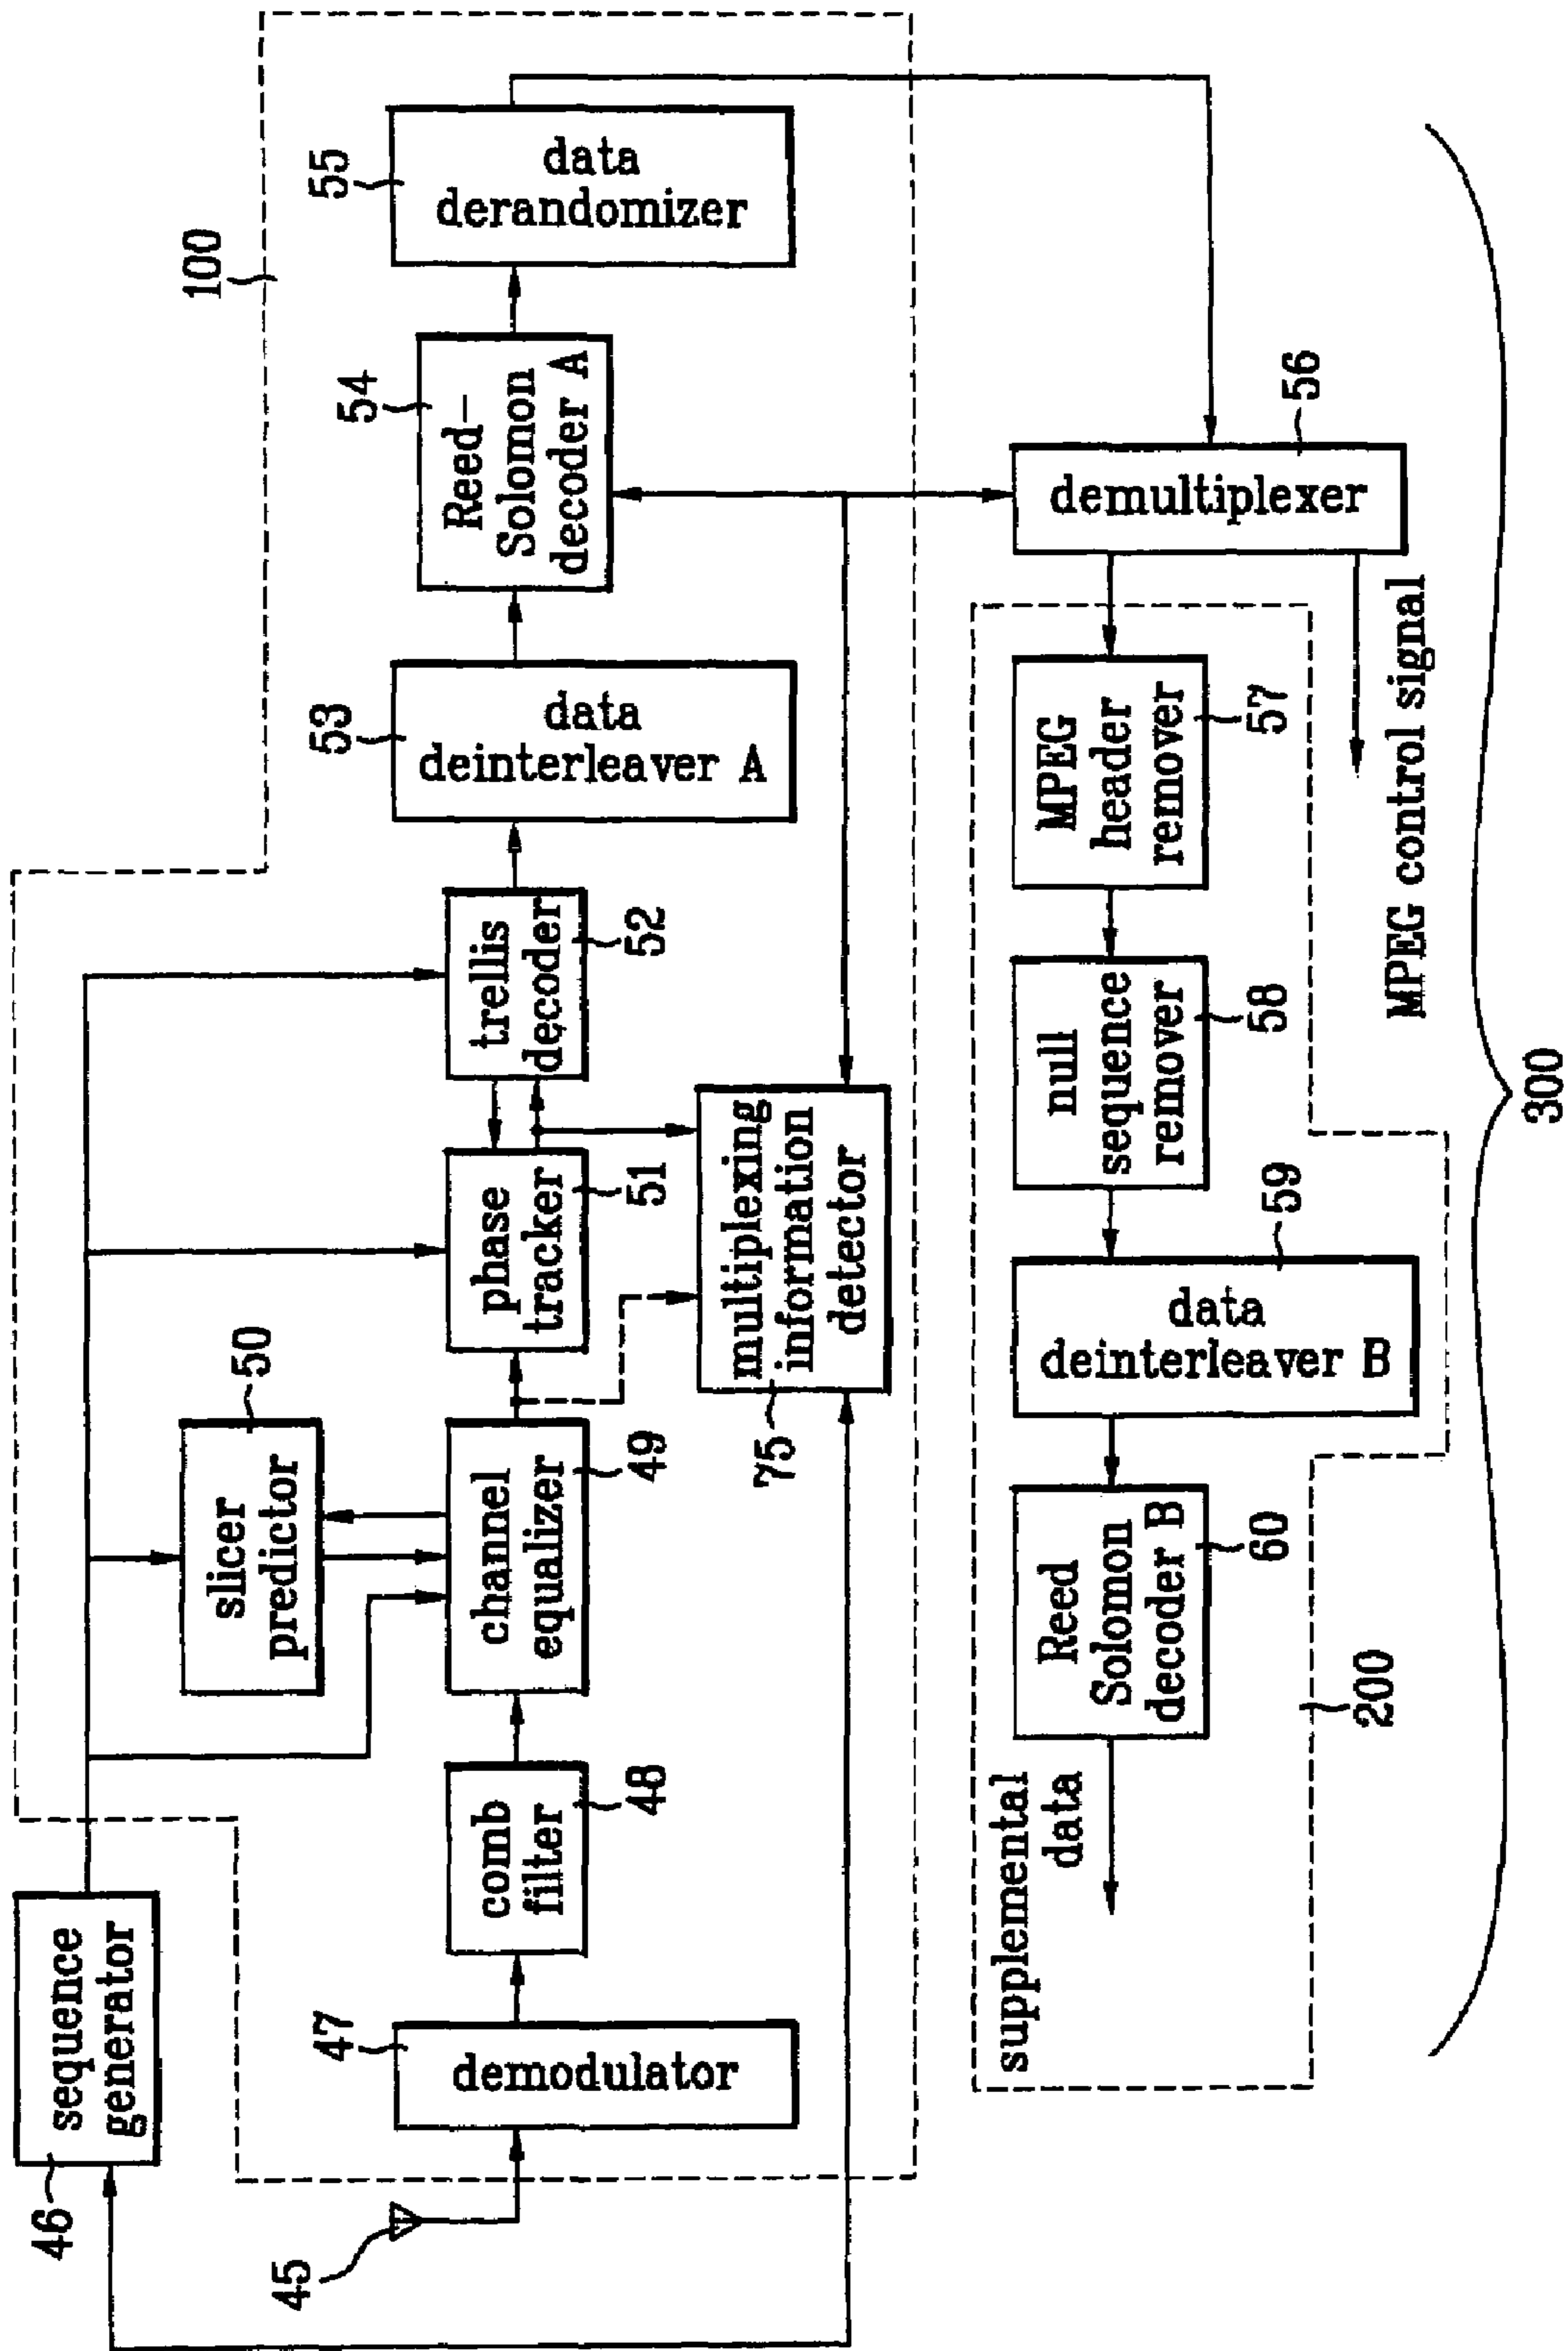 46
sequence
generator
100
50
slicer
predictor
45
47
demodulator
comb
filter
48
channel
equalizer
49
phase
tracker
51
trellis
decoder
52
53
data
deinterleaver A
54
Reed-
Solomon
decoder A
55
data
derandomizer
75
multiplexing
information
detector
supplemental
data
Reed
Solomon
decoder B
60
59
data
deinterleaver B
null
sequence
remover
58
MPEG
header
remover
57
demultiplexer
56
200
MPEG control signal
300